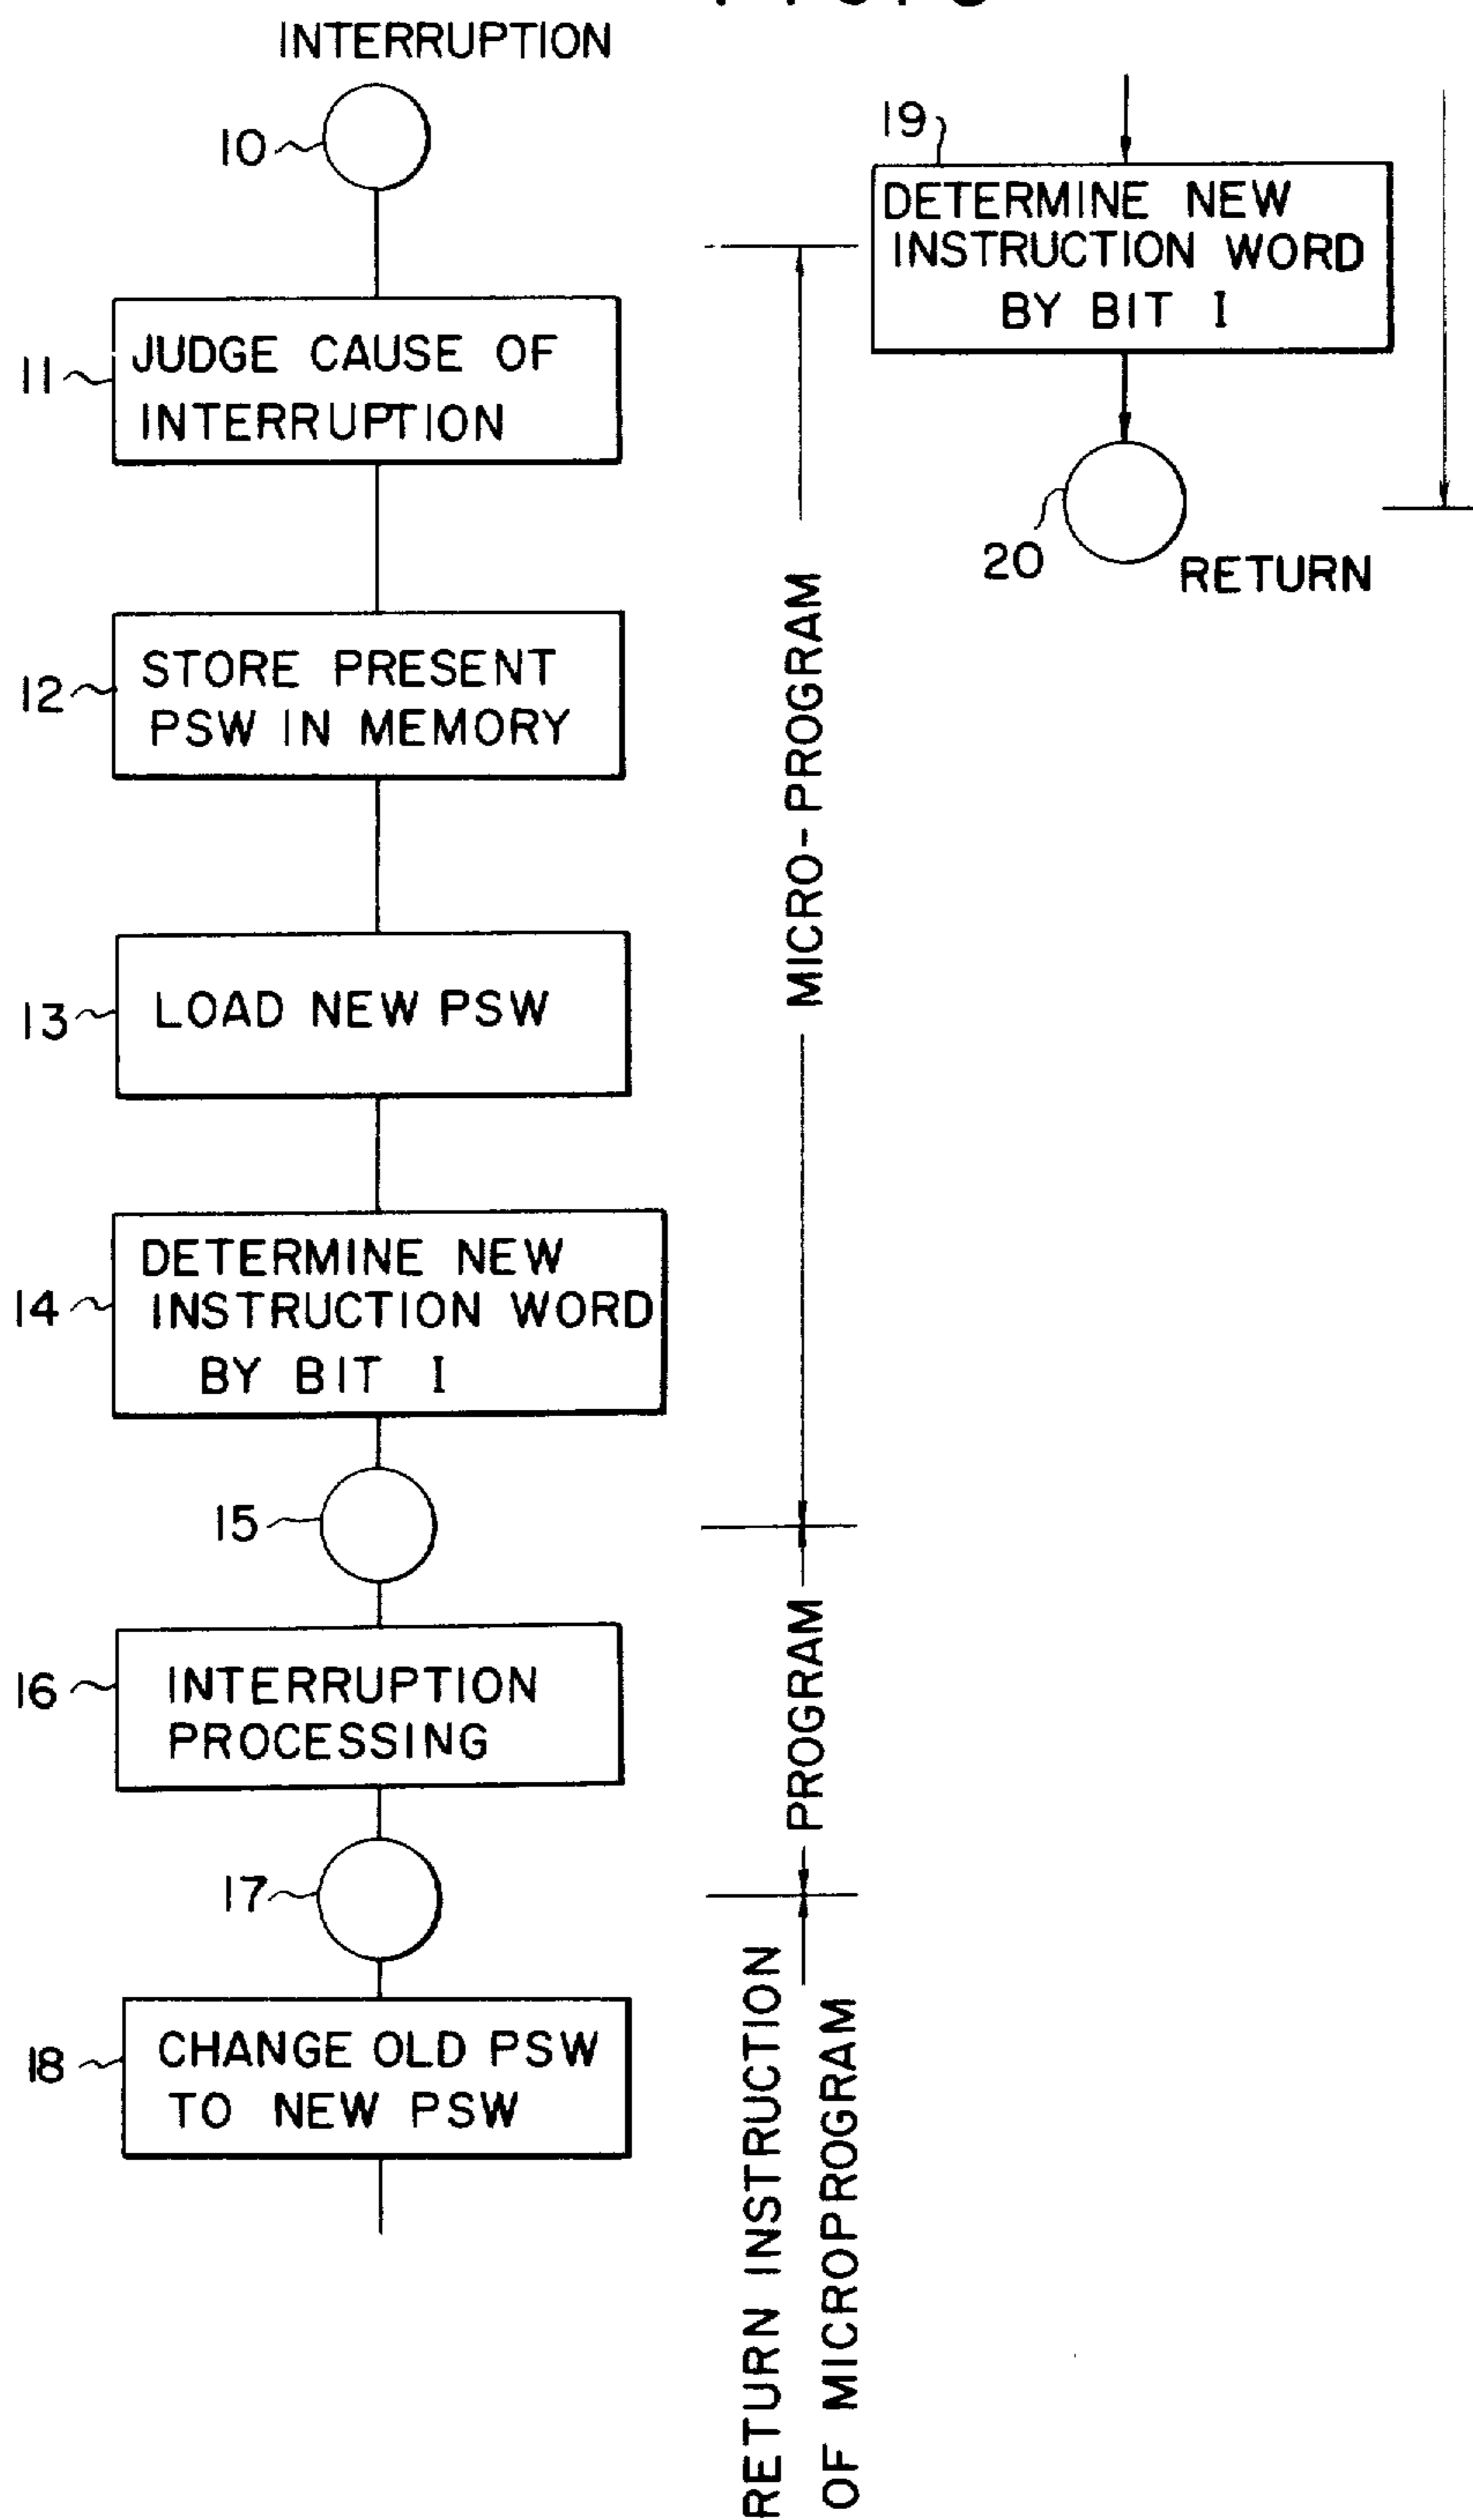 INTERRUPTION
10
11
JUDGE CAUSE OF
INTERRUPTION
12
STORE PRESENT
PSW IN MEMORY
13
LOAD NEW PSW
14
DETERMINE NEW
INSTRUCTION WORD
BY BIT I
15
16
INTERRUPTION
PROCESSING
17
18
CHANGE OLD PSW
TO NEW PSW
MICRO-PROGRAM
PROGRAM
RETURN INSTRUCTION
OF MICROPROGRAM
19
DETERMINE NEW
INSTRUCTION WORD
BY BIT I
20
RETURN